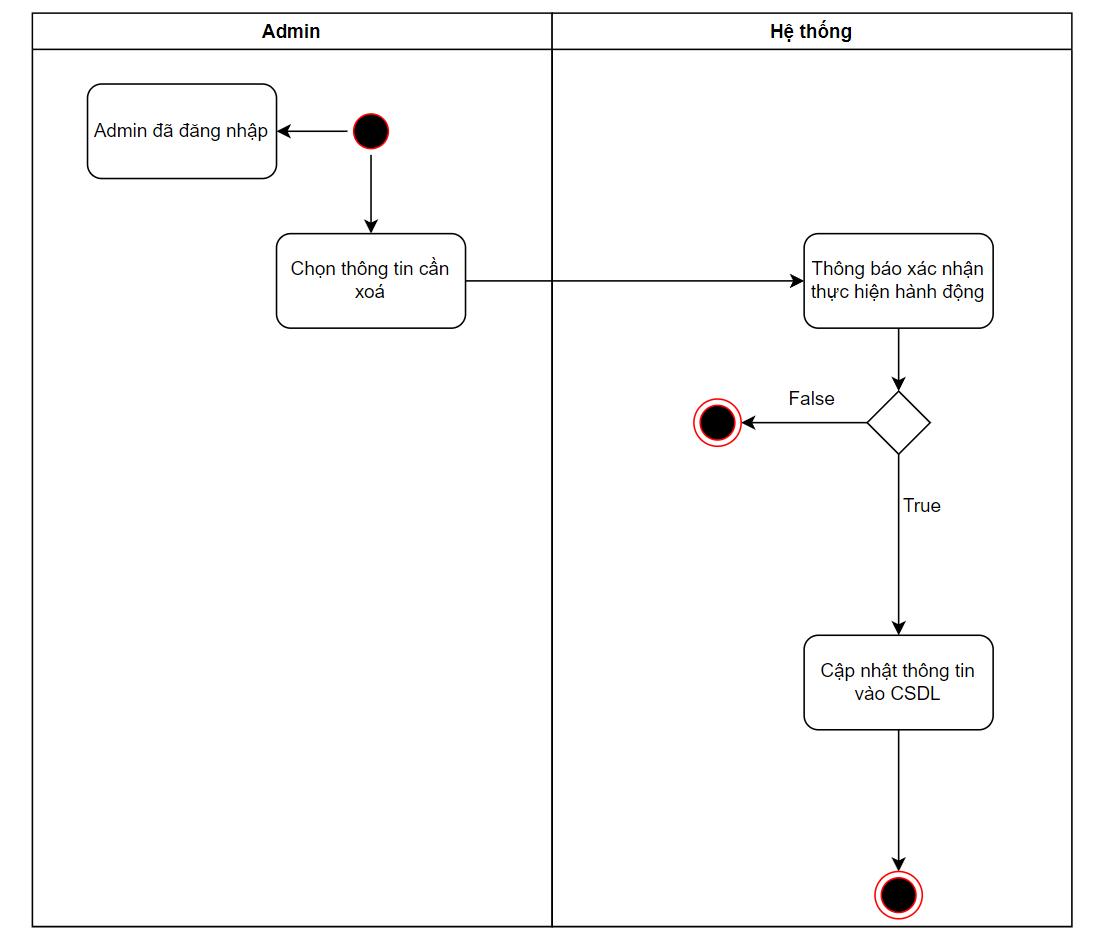 Admin
Hệ thống
Admin đã đăng nhập
Chọn thông tin cần
xoá
Thông báo xác nhận
thực hiện hành động
False
True
Cập nhật thông tin
vào CSDL